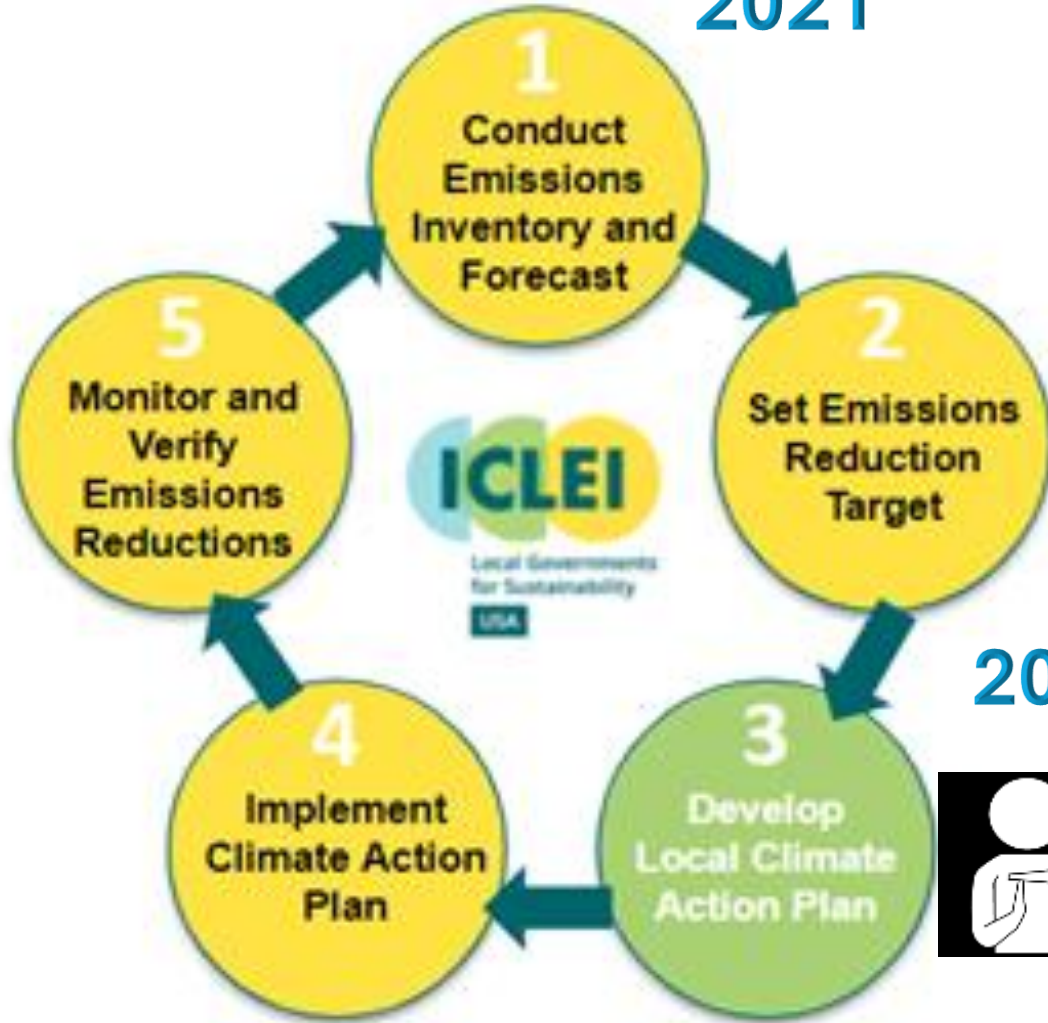 2021
1
Conduct
Emissions
Inventory and
Forecast
2
Set Emissions
Reduction
Target
3
Develop
Local Climate
Action Plan
4
Implement
Climate Action
Plan
5
Monitor and
Verify
Emissions
Reductions
ICLEI
Local Governments
for Sustainability
USA
20